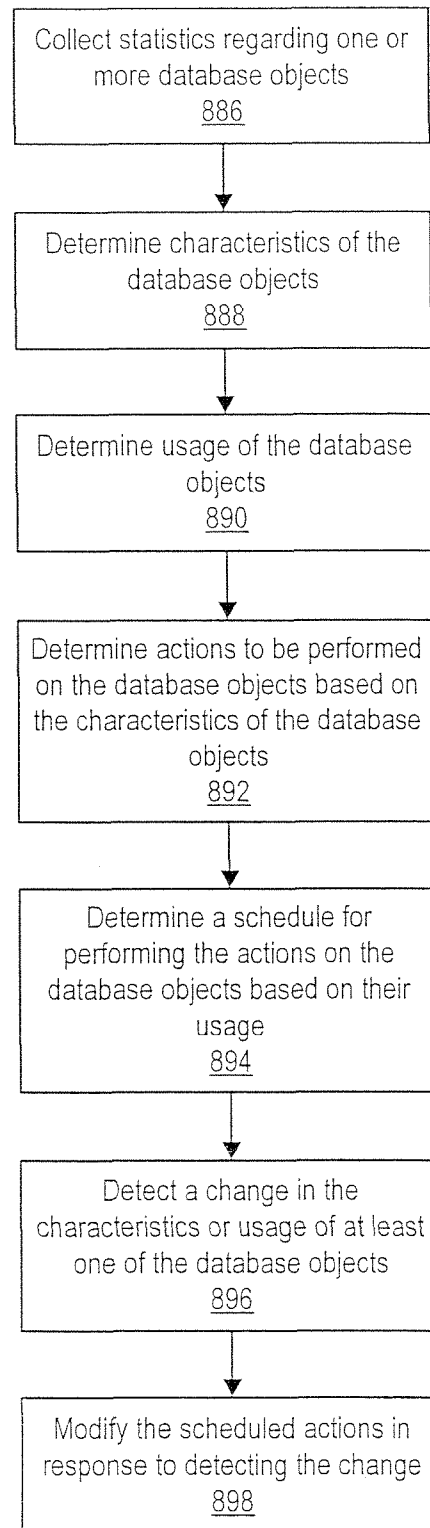 Collect statistics regarding one or
more database objects
886
Determine characteristics of the
database objects
888
Determine usage of the database
objects
890
Determine actions to be performed
on the database objects based on
the characteristics of the database
objects
892
Determine a schedule for
performing the actions on the
database objects based on their
usage
894
Detect a change in the
characteristics or usage of at least
one of the database objects
896
Modify the scheduled actions in
response to detecting the change
898